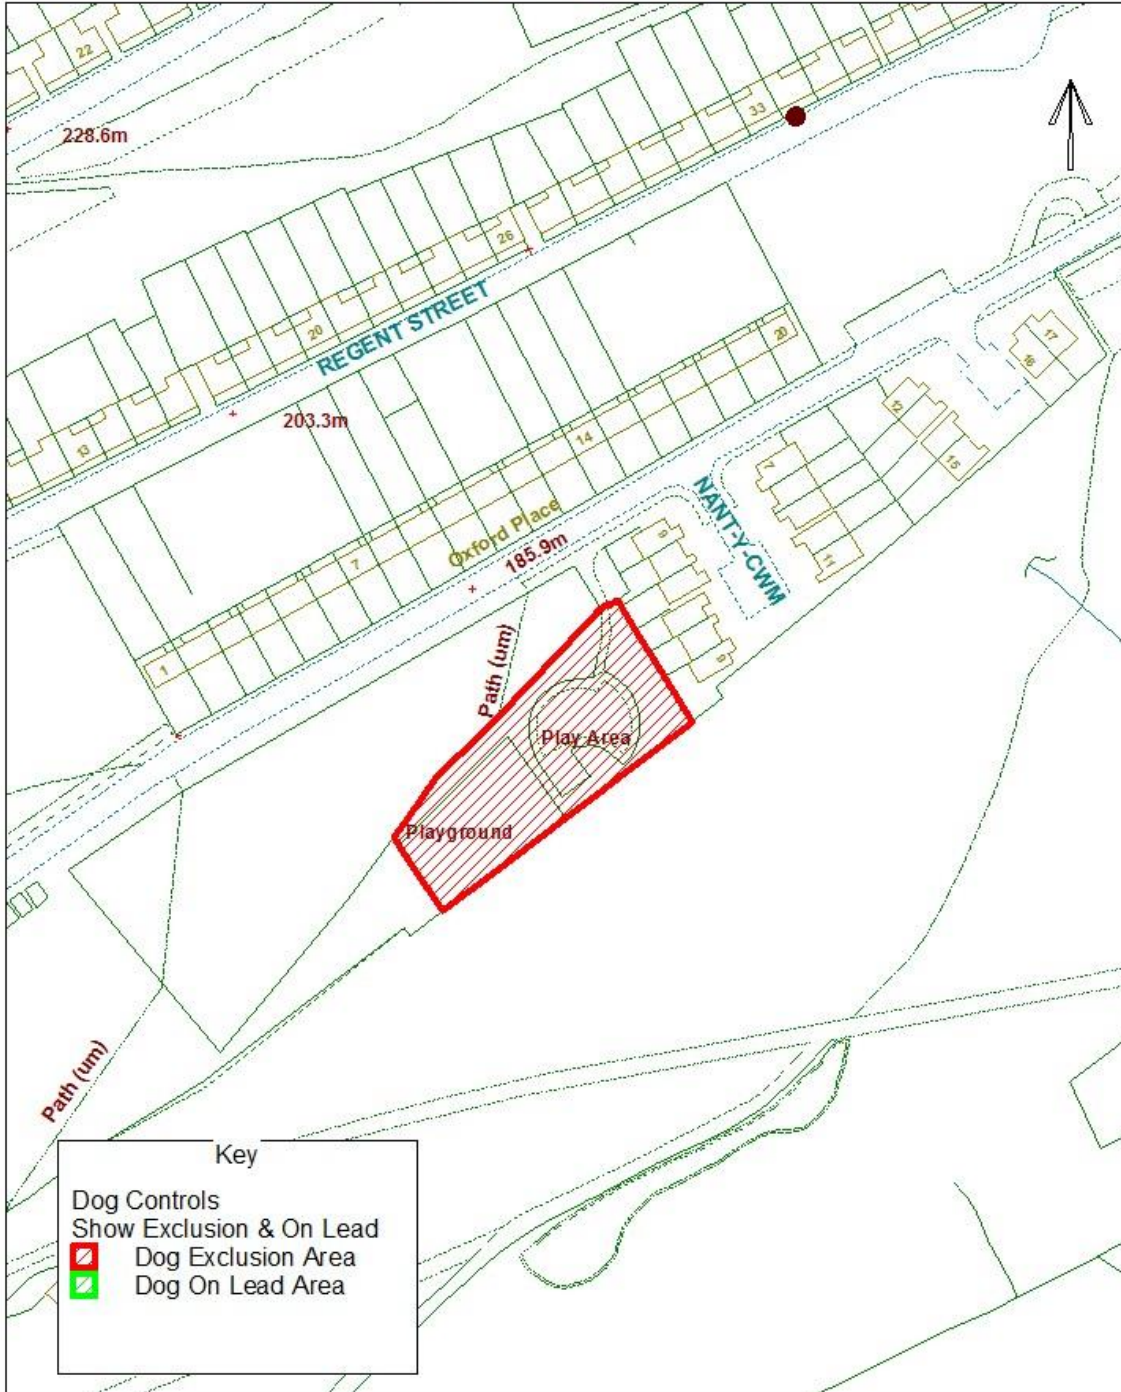 22
228.6m
33
26
REGENT STREET
20
20
17
16
203.3m
12
13
14
15
7
NANT-Y-CWM
Oxford Place
7
185.9m
11
1
Path (um)
Play Area
Playground
Path (um)
Key
Dog Controls
Show Exclusion & On Lead
Dog Exclusion Area
Dog On Lead Area